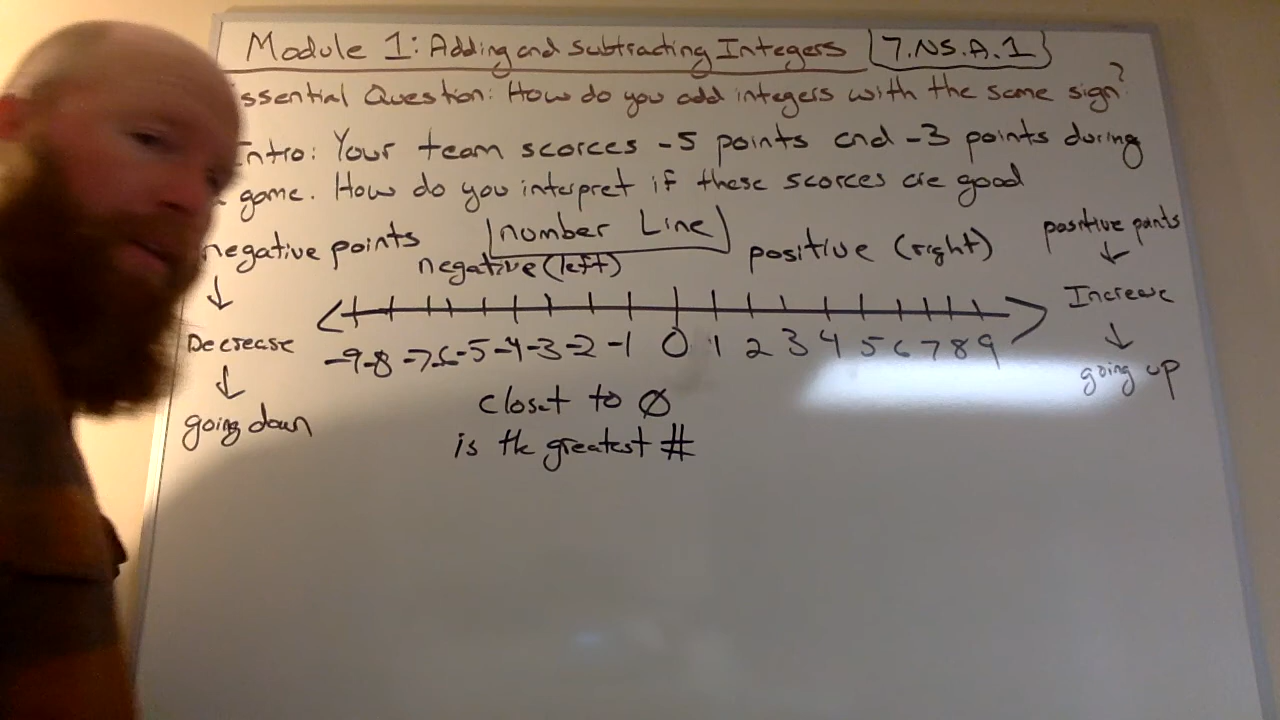 Module 1: Adding and Subtracting Integers 7.NS.A.1
ssential Question: How do you add integers with the same sign?
Intro: Your team scorces -5 points and -3 points during
game. How do you interpret if these scorces are good
negative points number Line positive points
negative (left) positive (right)
Decrease Increase
-9 -8 -7 -6 -5 -4 -3 -2 -1 0 1 2 3 4 5 6 7 8 9
going down going up
closet to 0
is the greatest #